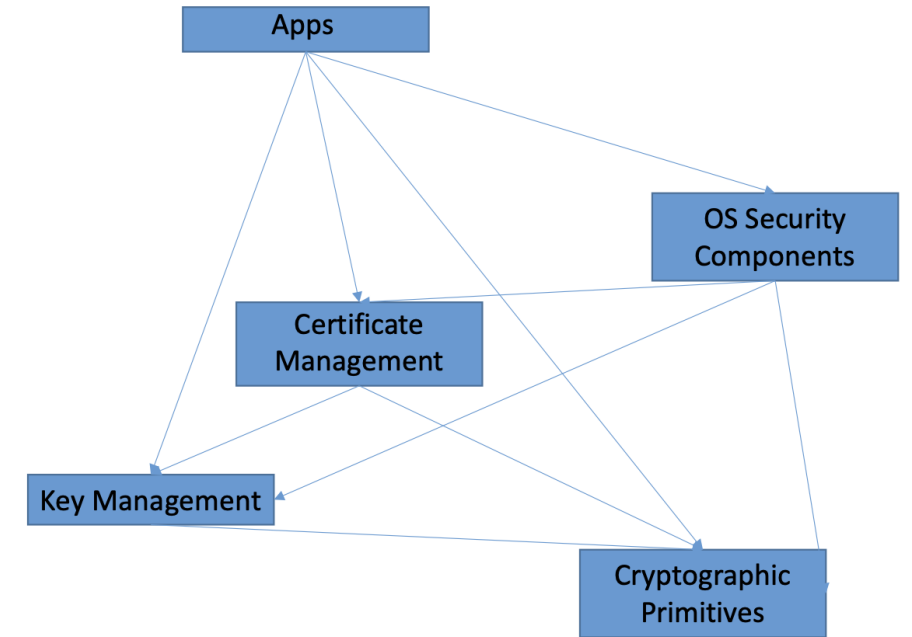 Apps
OS Security
Components
Certificate
Management
Key Management
Cryptographic
Primitives